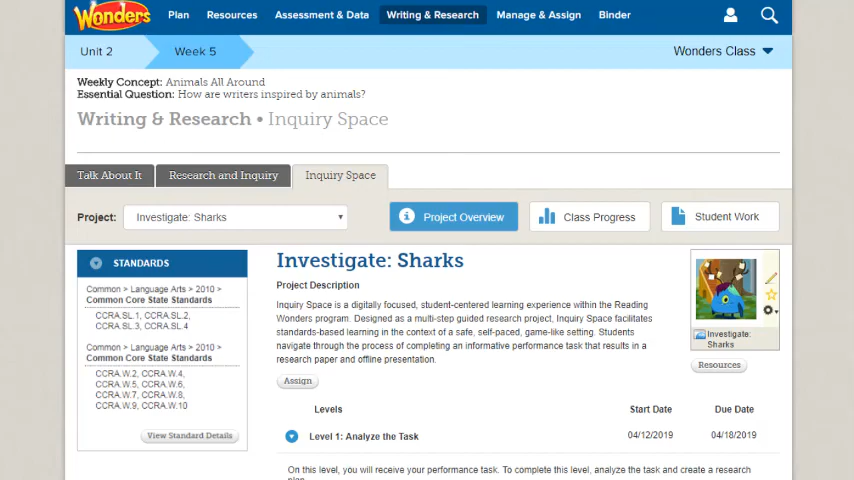 Wonders
Plan
Resources
Assessment & Data
Writing & Research
Manage & Assign
Binder
Unit 2
Week 5
Wonders Class
Weekly Concept: Animals All Around
Essential Question: How are writers inspired by animals?
Writing & Research • Inquiry Space
Talk About It
Research and Inquiry
Inquiry Space
Project:
Investigate: Sharks
Project Overview
Class Progress
Student Work
STANDARDS
Common > Language Arts > 2010 >
Common Core State Standards
CCRA.SL.1, CCRA.SL.2,
CCRA.SL.3, CCRA.SL.4
Common > Language Arts > 2010 >
Common Core State Standards
CCRA.W.2, CCRA.W.4,
CCRA.W.5, CCRA.W.6,
CCRA.W.7, CCRA.W.8,
CCRA.W.9, CCRA.W.10
View Standard Details
Investigate: Sharks
Project Description
Inquiry Space is a digitally focused, student-centered learning experience within the Reading
Wonders program. Designed as a multi-step guided research project, Inquiry Space facilitates
standards-based learning in the context of a safe, self-paced, game-like setting. Students
navigate through the process of completing an informative performance task that results in a
research paper and offline presentation.
Assign
Investigate:
Sharks
Resources
Levels
Start Date
Due Date
Level 1: Analyze the Task
04/12/2019
04/18/2019
On this level, you will receive your performance task. To complete this level, analyze the task and create a research